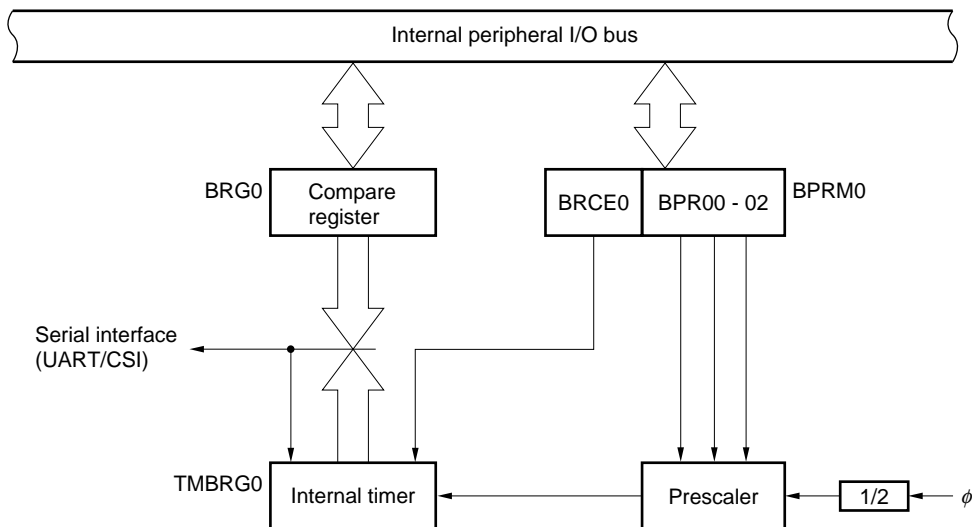 Internal peripheral I/O bus
BRG0
Compare
register
BRCE0
BPR00 - 02
BPRM0
Serial interface
(UART/CSI)
TMBRG0
Internal timer
Prescaler
1/2
ϕ